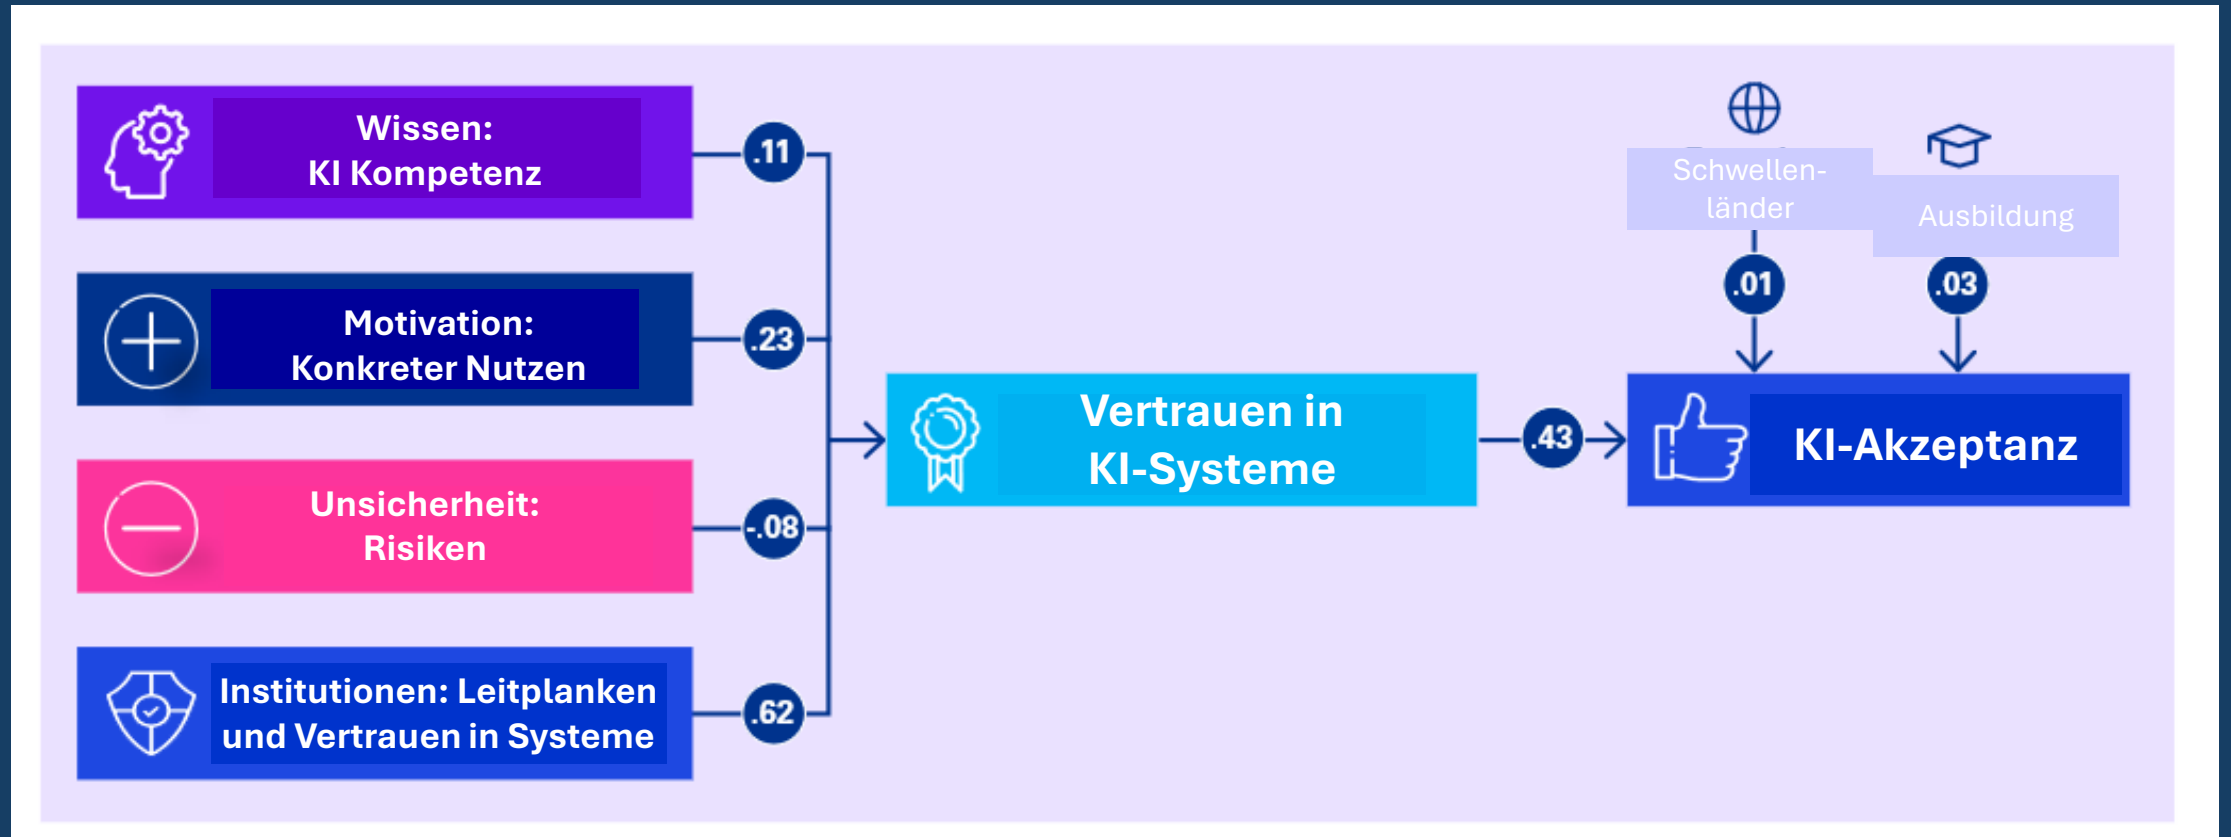 Wissen:
KI Kompetenz
.11
Motivation:
Konkreter Nutzen
.23
Unsicherheit:
Risiken
-.08
Institutionen: Leitplanken
und Vertrauen in Systeme
.62
Vertrauen in
KI-Systeme
.43
Schwellen-
länder
.01
Ausbildung
.03
KI-Akzeptanz